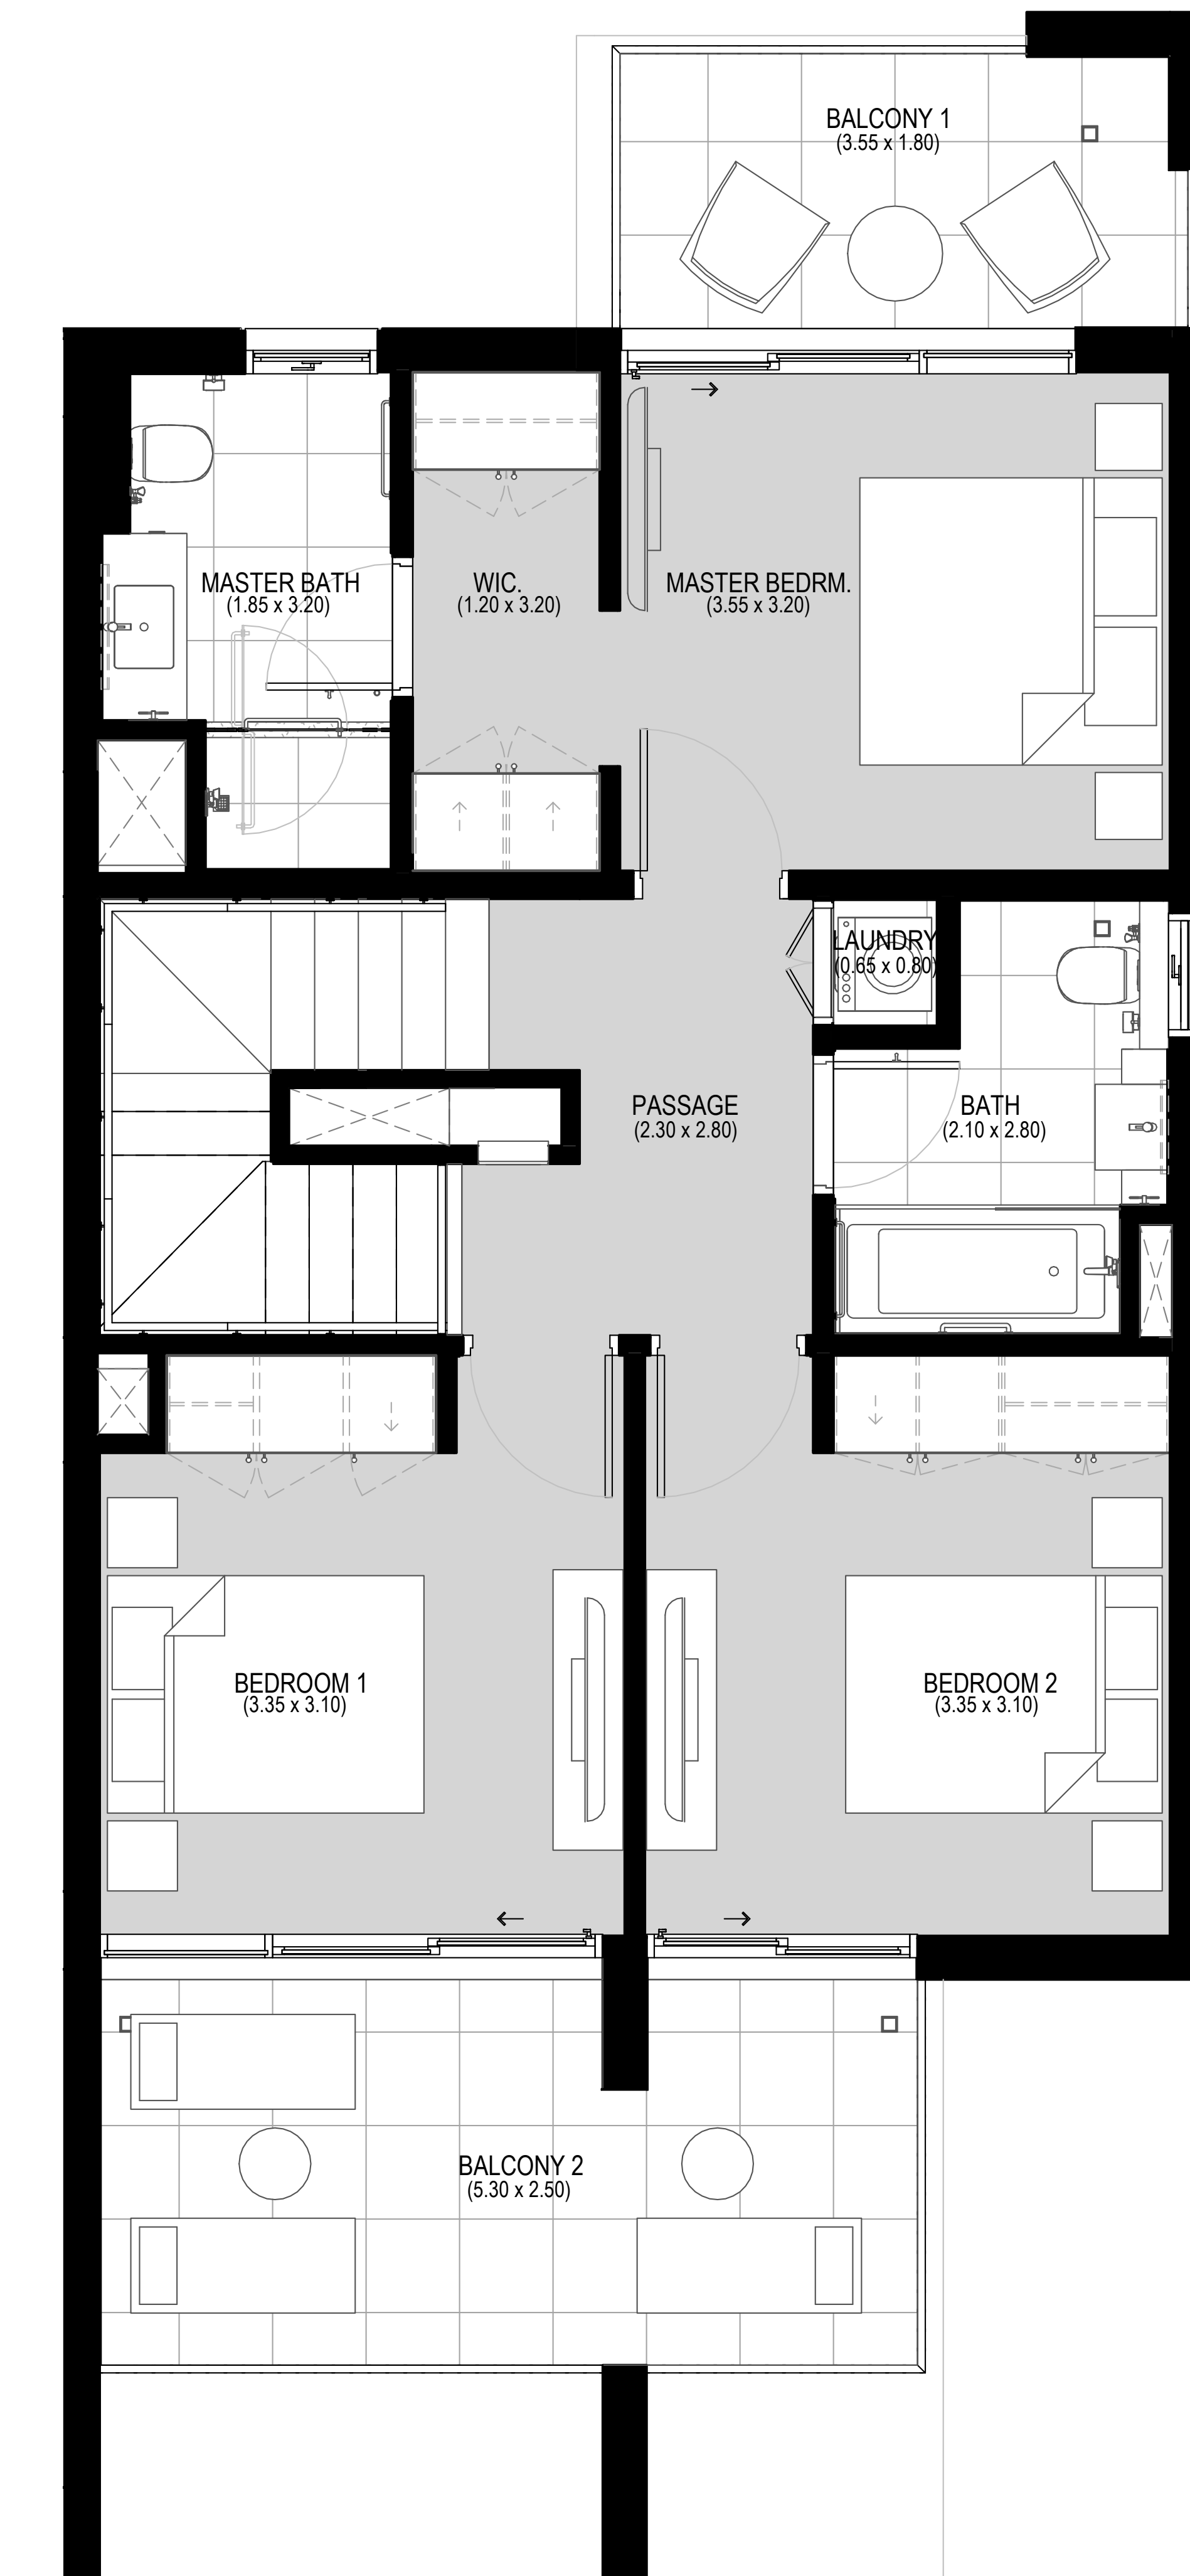 BALCONY 1
(3.55 x 1.80)
MASTER BATH
(1.85 x 3.20)
WIC.
(1.20 x 3.20)
MASTER BEDRM.
(3.55 x 3.20)
LAUNDRY
(0.65 x 0.80)
PASSAGE
(2.30 x 2.80)
BATH
(2.10 x 2.80)
BEDROOM 1
(3.35 x 3.10)
BEDROOM 2
(3.35 x 3.10)
BALCONY 2
(5.30 x 2.50)